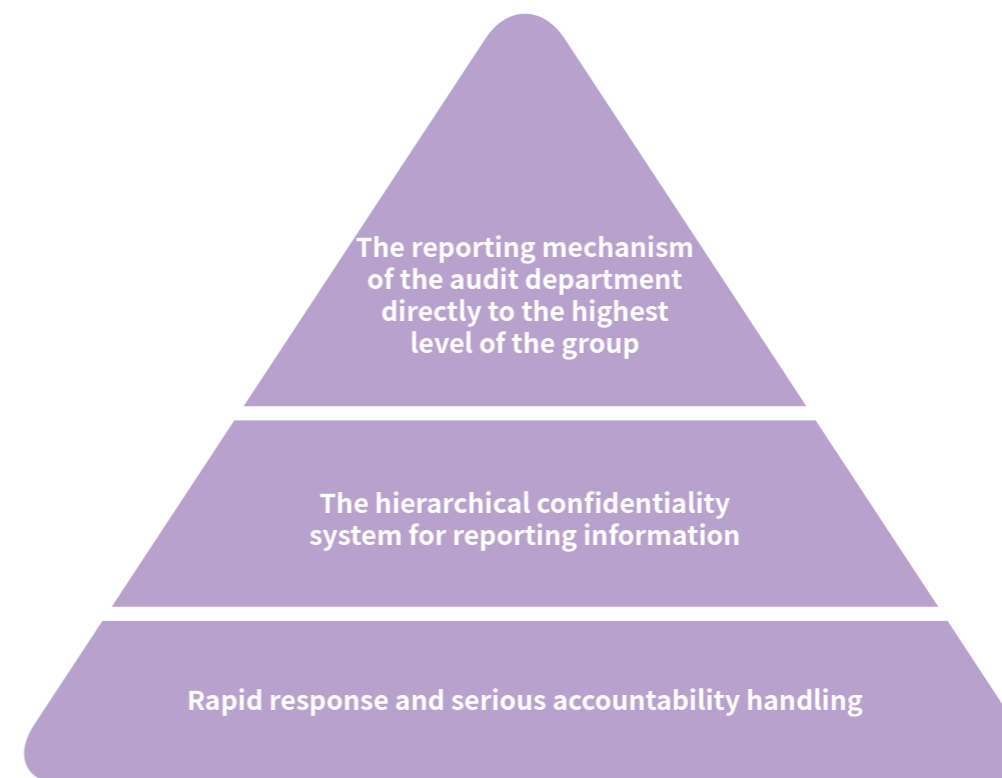 The reporting mechanism
of the audit department
directly to the highest
level of the group
The hierarchical confidentiality
system for reporting information
Rapid response and serious accountability handling